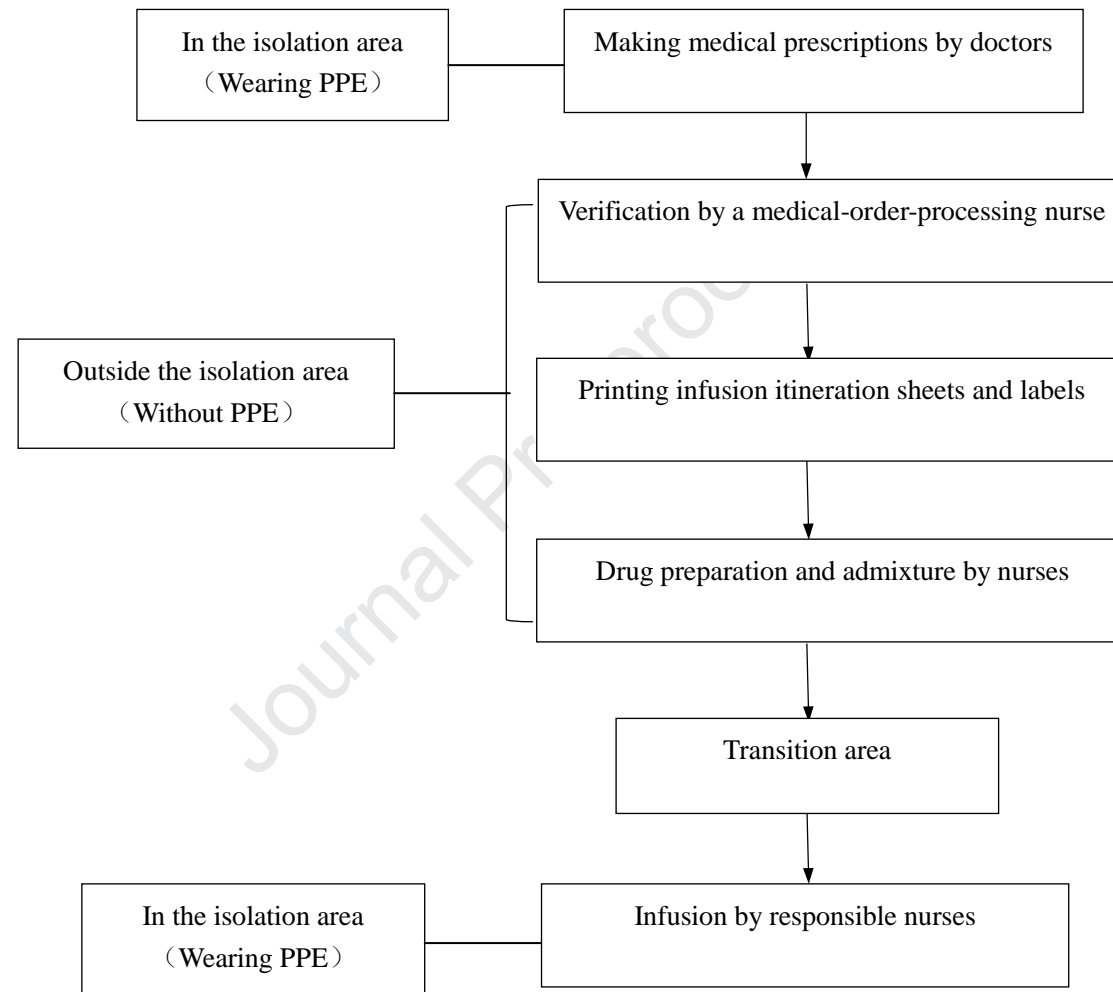 In the isolation area
（Wearing PPE）
Making medical prescriptions by doctors
Verification by a medical-order-processing nurse
Outside the isolation area
（Without PPE）
Printing infusion itineration sheets and labels
Drug preparation and admixture by nurses
Transition area
In the isolation area
（Wearing PPE）
Infusion by responsible nurses
Journal Pr